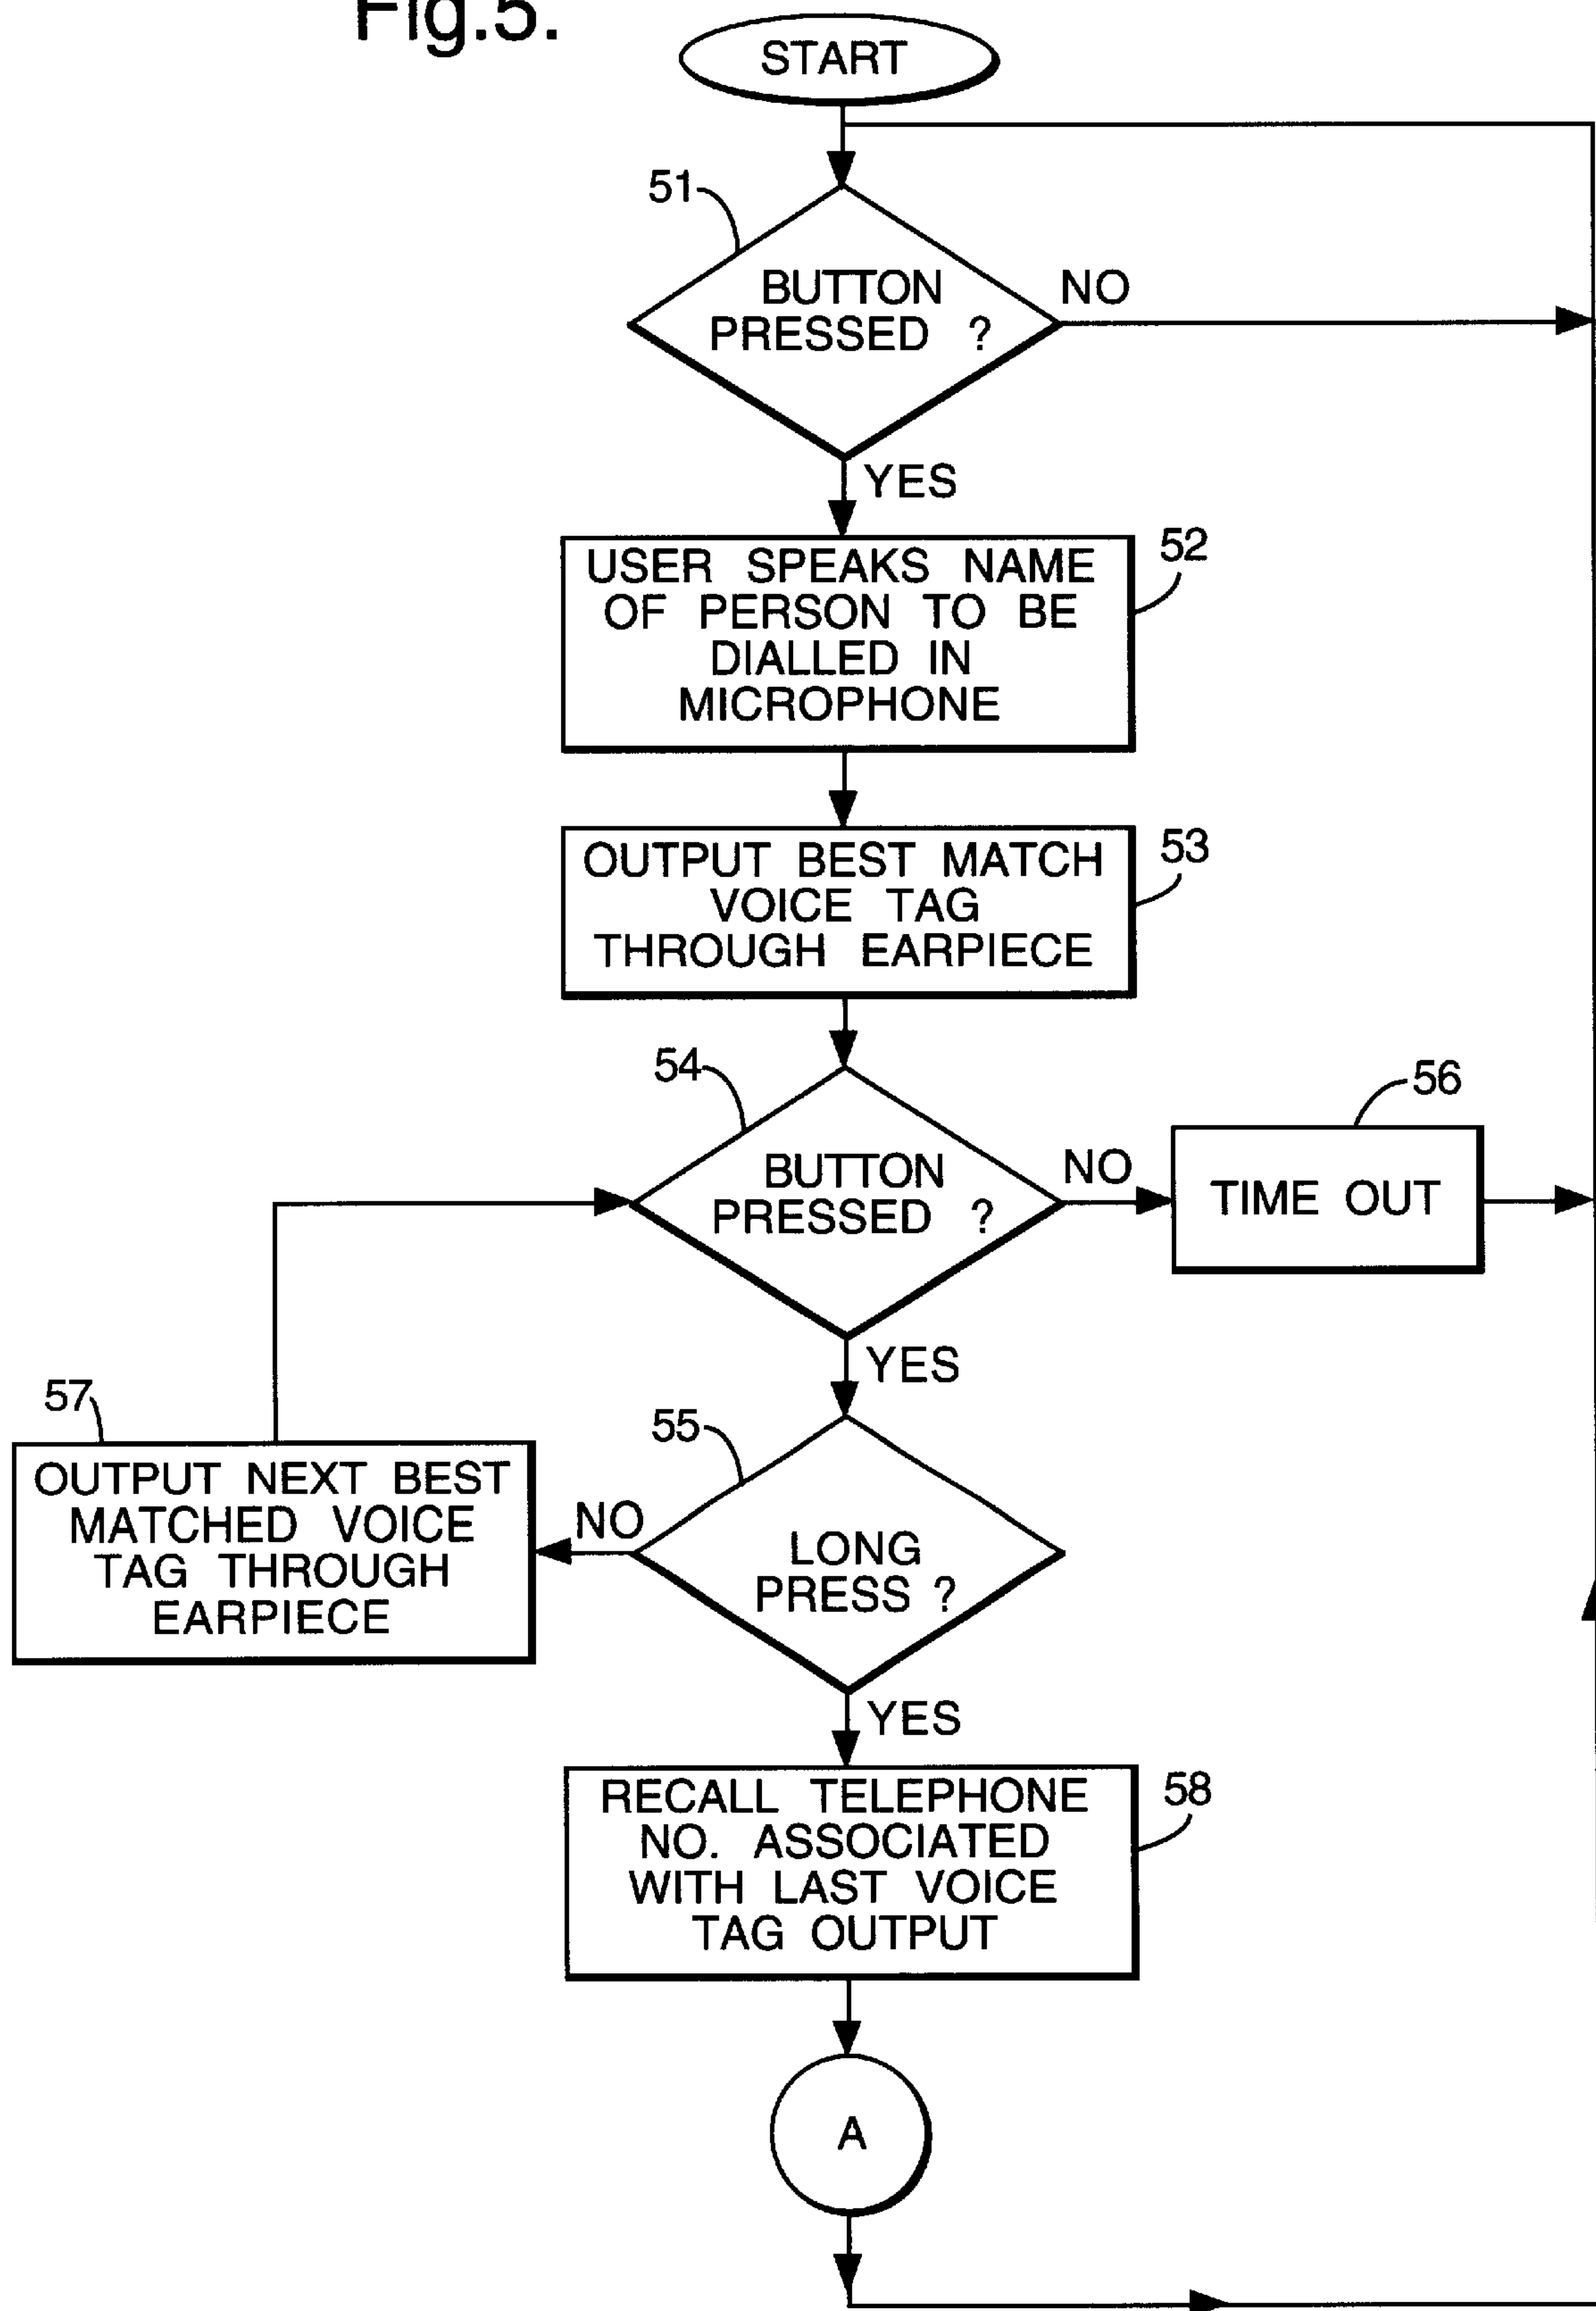 Fig.5.
START
51
BUTTON
PRESSED ?
NO
YES
52
USER SPEAKS NAME
OF PERSON TO BE
DIALLED IN
MICROPHONE
53
OUTPUT BEST MATCH
VOICE TAG
THROUGH EARPIECE
54
BUTTON
PRESSED ?
NO
56
TIME OUT
YES
57
OUTPUT NEXT BEST
MATCHED VOICE
TAG THROUGH
EARPIECE
NO
55
LONG
PRESS ?
YES
58
RECALL TELEPHONE
NO. ASSOCIATED
WITH LAST VOICE
TAG OUTPUT
A